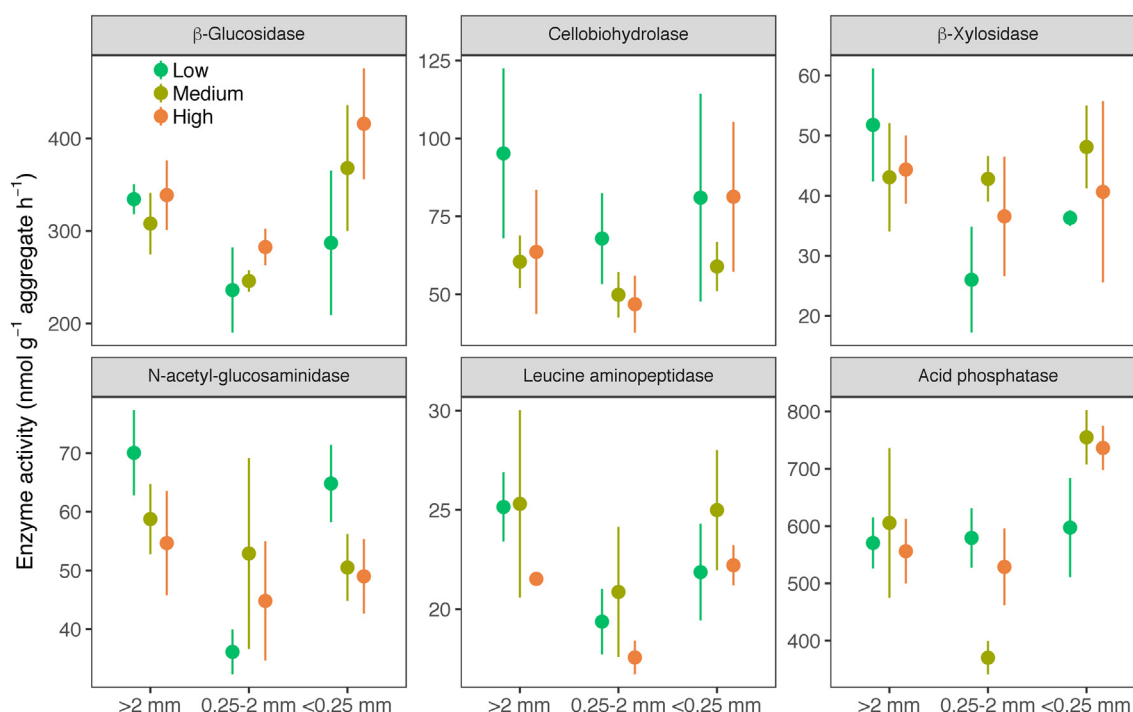 Enzyme activity (nmol g⁻¹ aggregate h⁻¹)
β-Glucosidase
Low
Medium
High
400
300
200
Cellobiohydrolase
125
100
75
50
β-Xylosidase
60
50
40
30
20
N-acetyl-glucosaminidase
70
60
50
40
>2 mm 0.25-2 mm <0.25 mm
Leucine aminopeptidase
30
25
20
>2 mm 0.25-2 mm <0.25 mm
Acid phosphatase
800
700
600
500
400
>2 mm 0.25-2 mm <0.25 mm